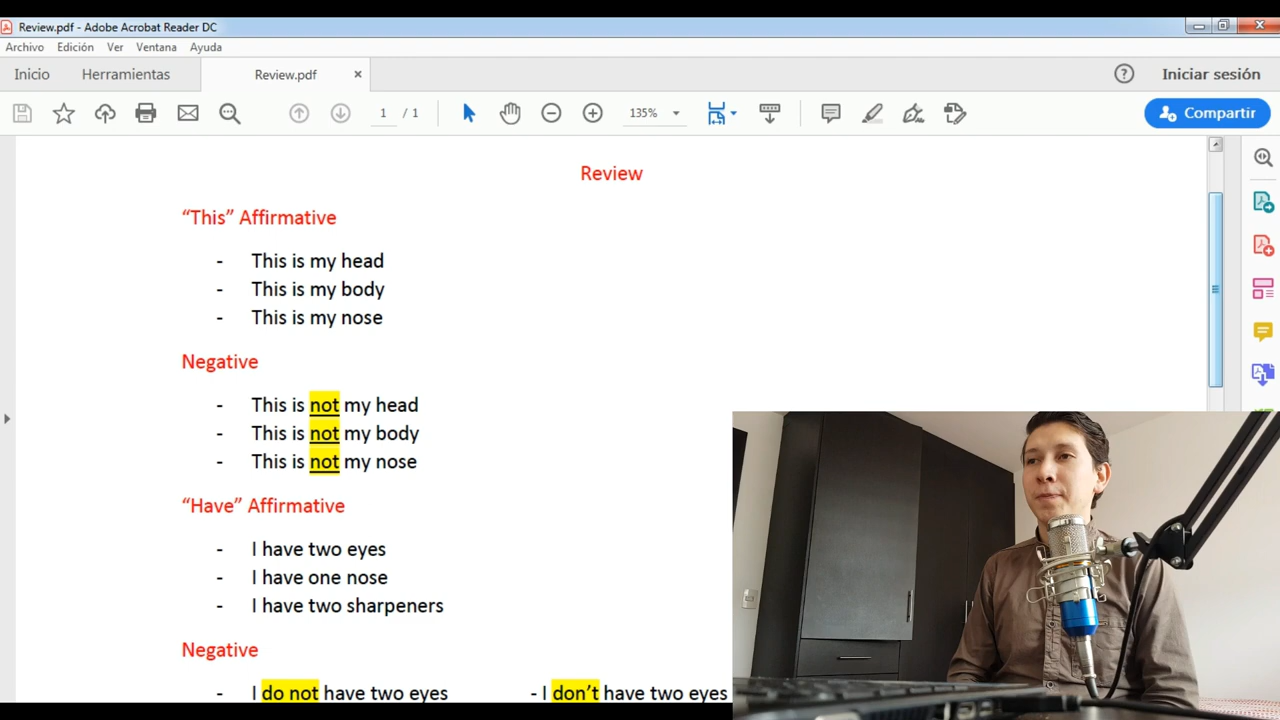 Review.pdf - Adobe Acrobat Reader DC
Archivo Edición Ver Ventana Ayuda
Inicio Herramientas Review.pdf × Iniciar sesión
1 / 1 135% Compartir
Review
“This” Affirmative
- This is my head
- This is my body
- This is my nose
Negative
- This is not my head
- This is not my body
- This is not my nose
“Have” Affirmative
- I have two eyes
- I have one nose
- I have two sharpeners
Negative
- I do not have two eyes - I don’t have two eyes